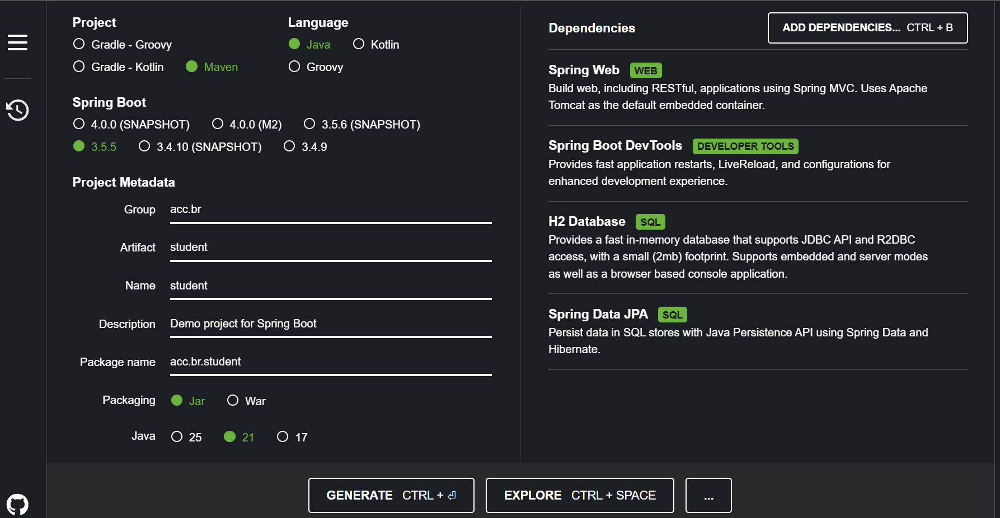 Project
Gradle - Groovy
Gradle - Kotlin Maven
Language
Java Kotlin
Groovy
Spring Boot
4.0.0 (SNAPSHOT) 4.0.0 (M2) 3.5.6 (SNAPSHOT)
3.5.5 3.4.10 (SNAPSHOT) 3.4.9
Project Metadata
Group acc.br
Artifact student
Name student
Description Demo project for Spring Boot
Package name acc.br.student
Packaging Jar War
Java 25 21 17
Dependencies ADD DEPENDENCIES... CTRL + B
Spring Web WEB
Build web, including RESTful, applications using Spring MVC. Uses Apache
Tomcat as the default embedded container.
Spring Boot DevTools DEVELOPER TOOLS
Provides fast application restarts, LiveReload, and configurations for
enhanced development experience.
H2 Database SQL
Provides a fast in-memory database that supports JDBC API and R2DBC
access, with a small (2mb) footprint. Supports embedded and server modes
as well as a browser based console application.
Spring Data JPA SQL
Persist data in SQL stores with Java Persistence API using Spring Data and
Hibernate.
GENERATE CTRL + ⏎ EXPLORE CTRL + SPACE ...